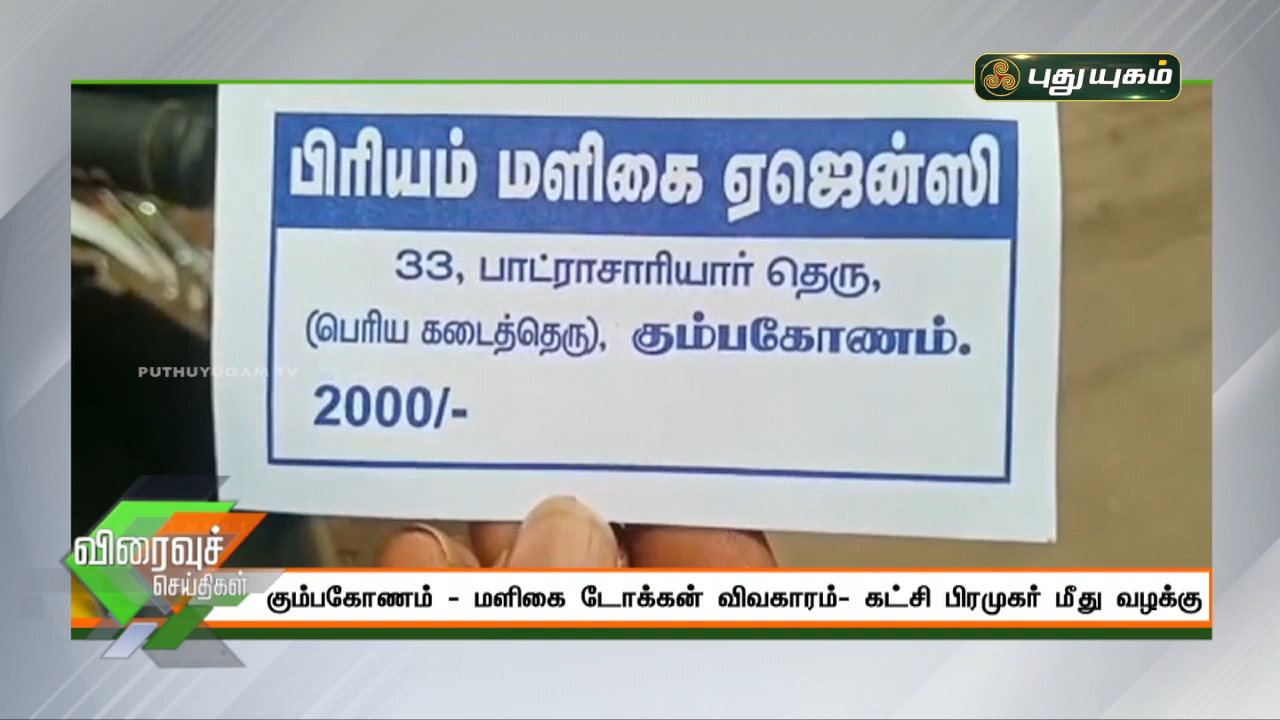 புதுயுகம்
பிரியம் மளிகை ஏஜென்ஸி
33, பாட்ராசாரியார் தெரு,
(பெரிய கடைத்தெரு), கும்பகோணம்.
2000/-
PUTHUYUGAM TV
விரைவுச்
செய்திகள்
கும்பகோணம் - மளிகை டோக்கன் விவகாரம்- கட்சி பிரமுகர் மீது வழக்கு